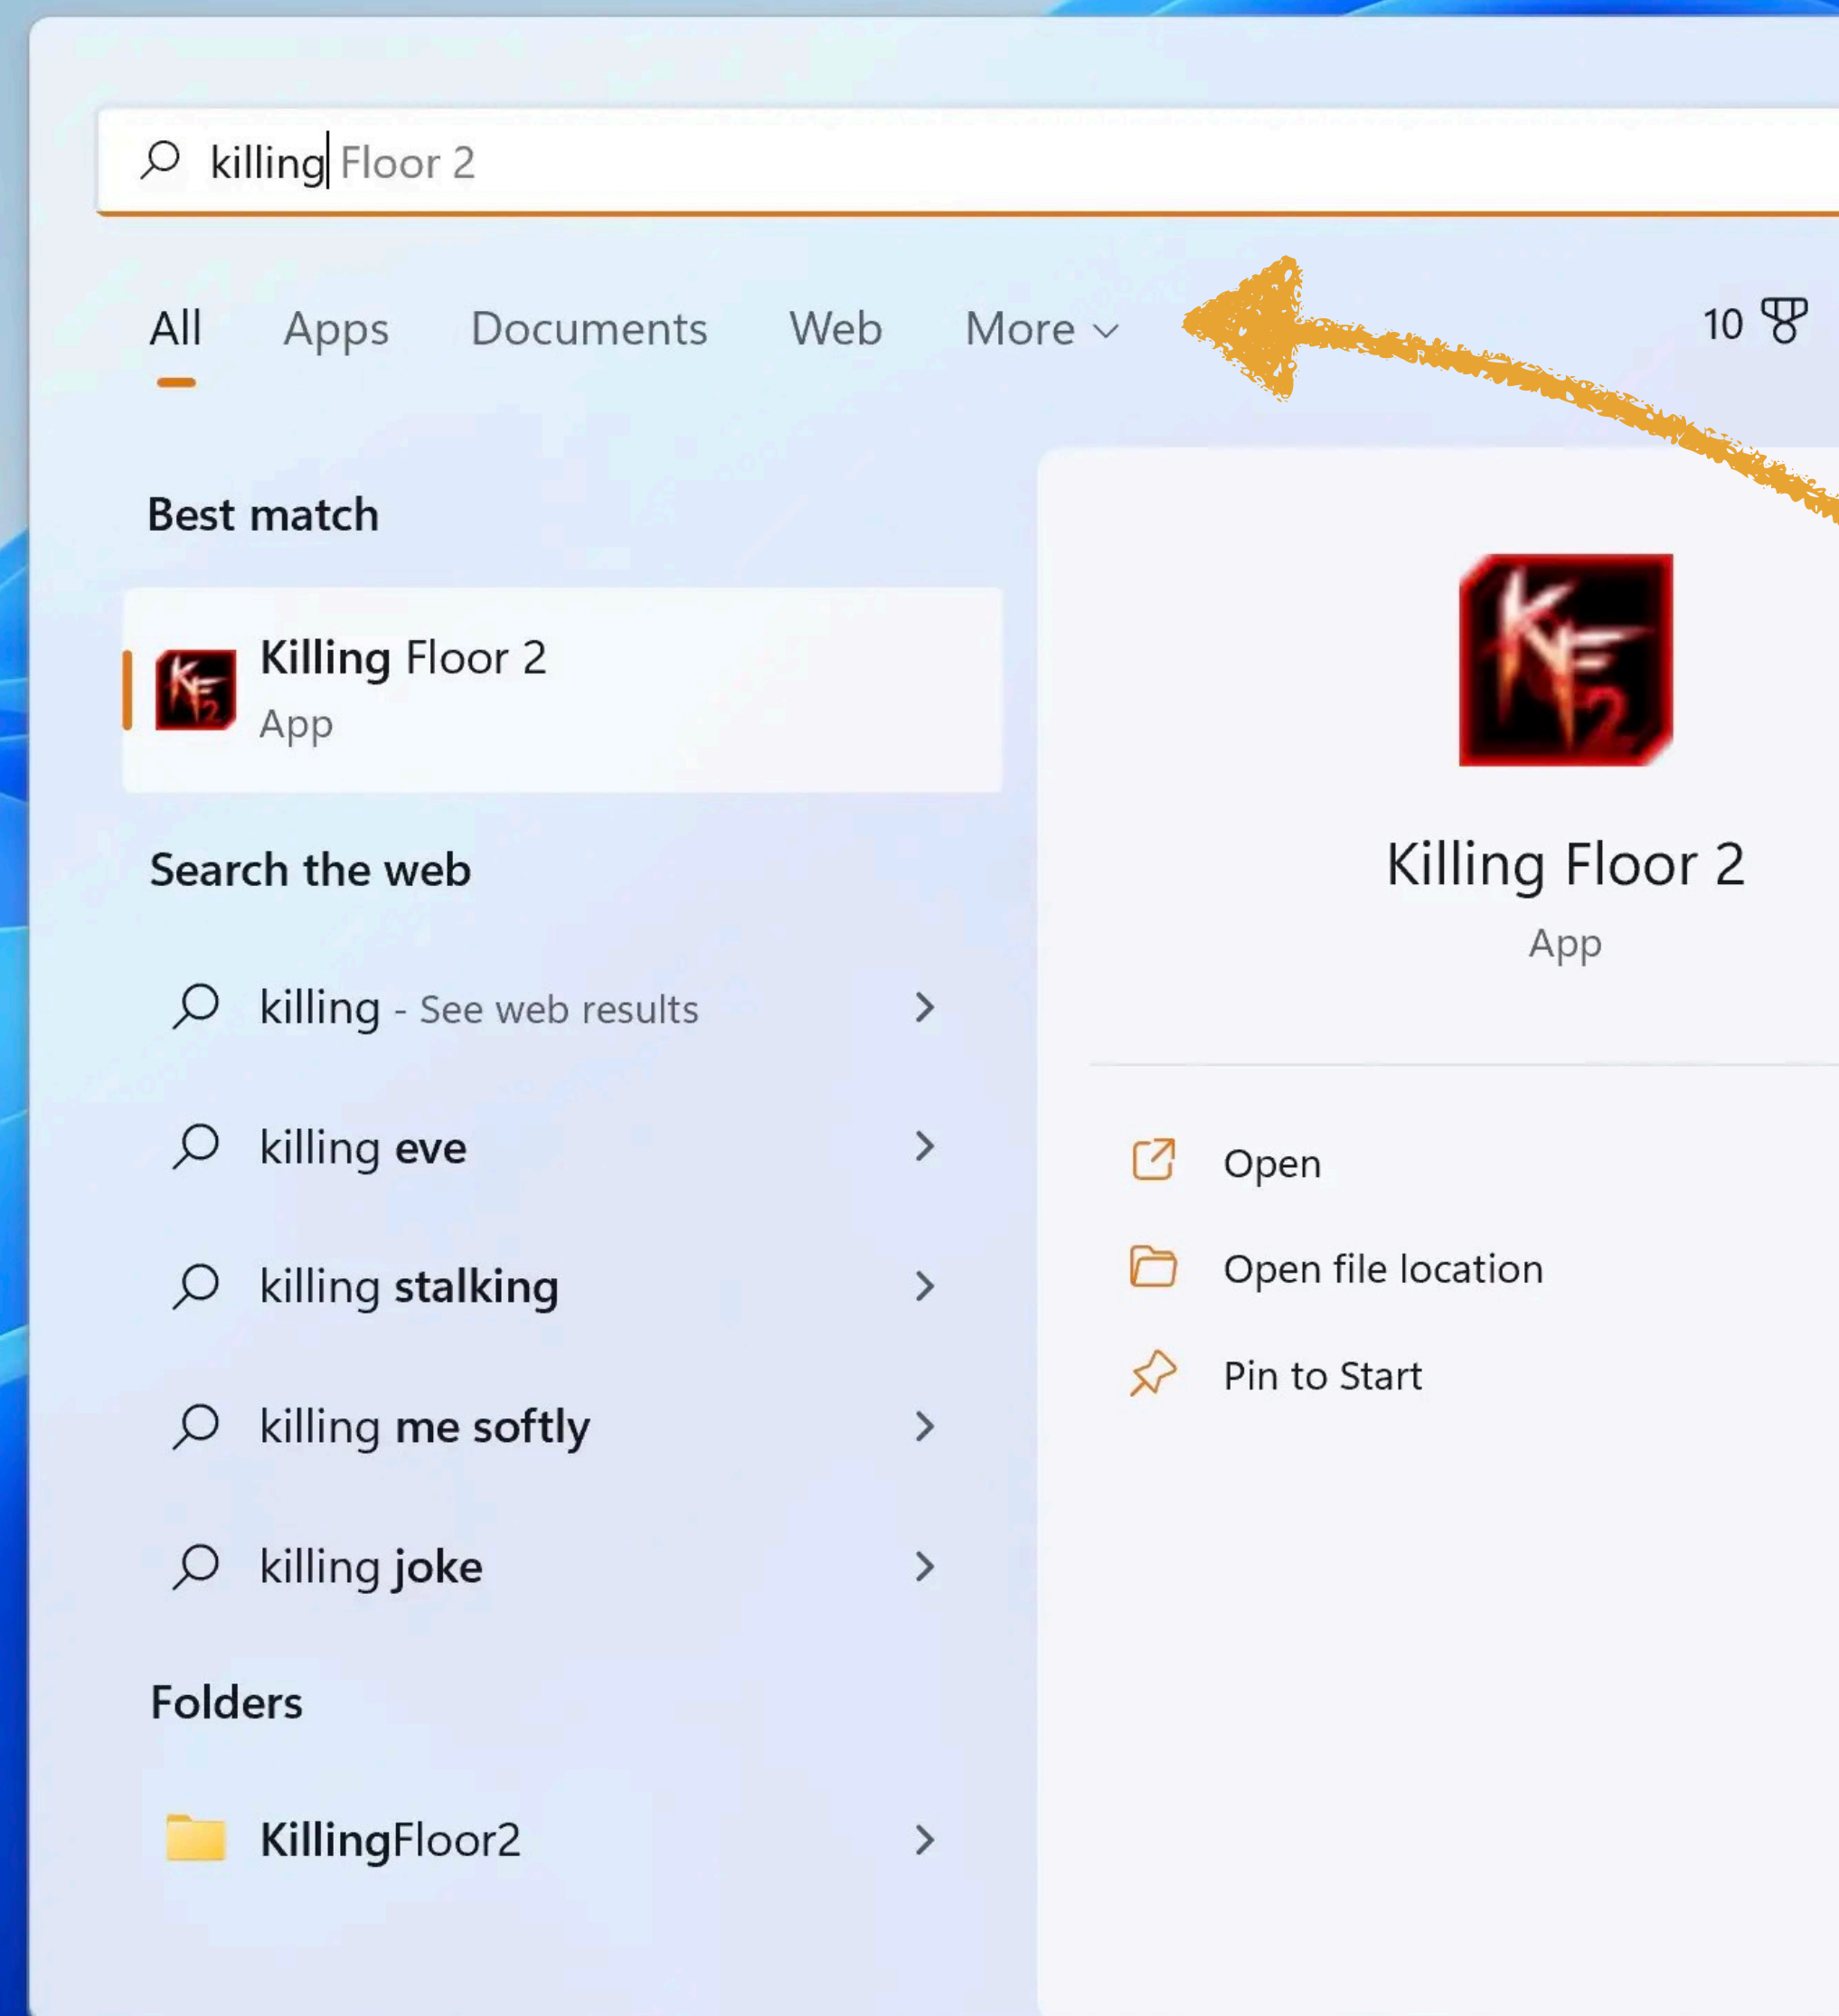 killing Floor 2
All Apps Documents Web More 10
Best match
Killing Floor 2
App
Search the web
killing - See web results
killing eve
killing stalking
killing me softly
killing joke
Folders
KillingFloor2
KF2
Killing Floor 2
App
Open
Open file location
Pin to Start